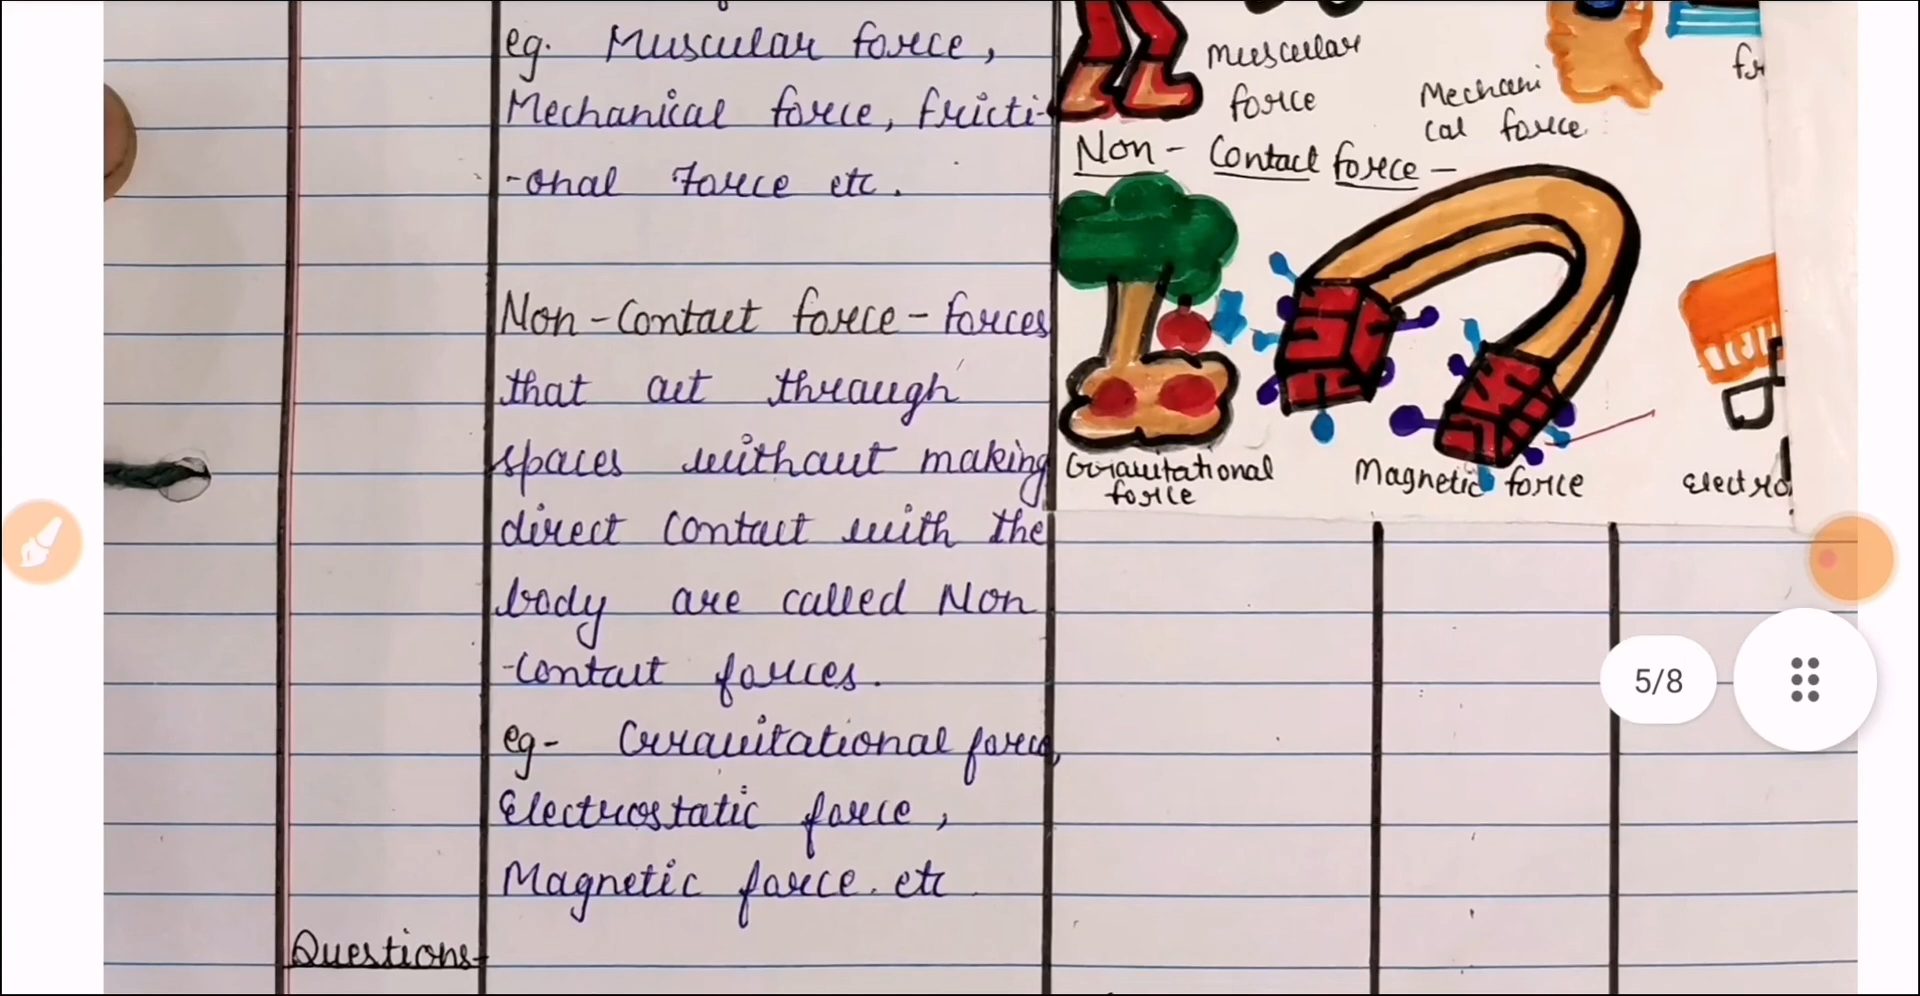 eg. Muscular force,
Mechanical force, fricti-
-onal force etc.
Non-Contact force - forces
that act through
spaces without making
direct contact with the
body are called Non
-contact forces.
eg- Gravitational force,
Electrostatic force,
Magnetic force. etc
Questions-
muscular
force
Mechani
cal force
fr
Non- Contact force -
Gravitational
force
Magnetic force
Electro
5/8